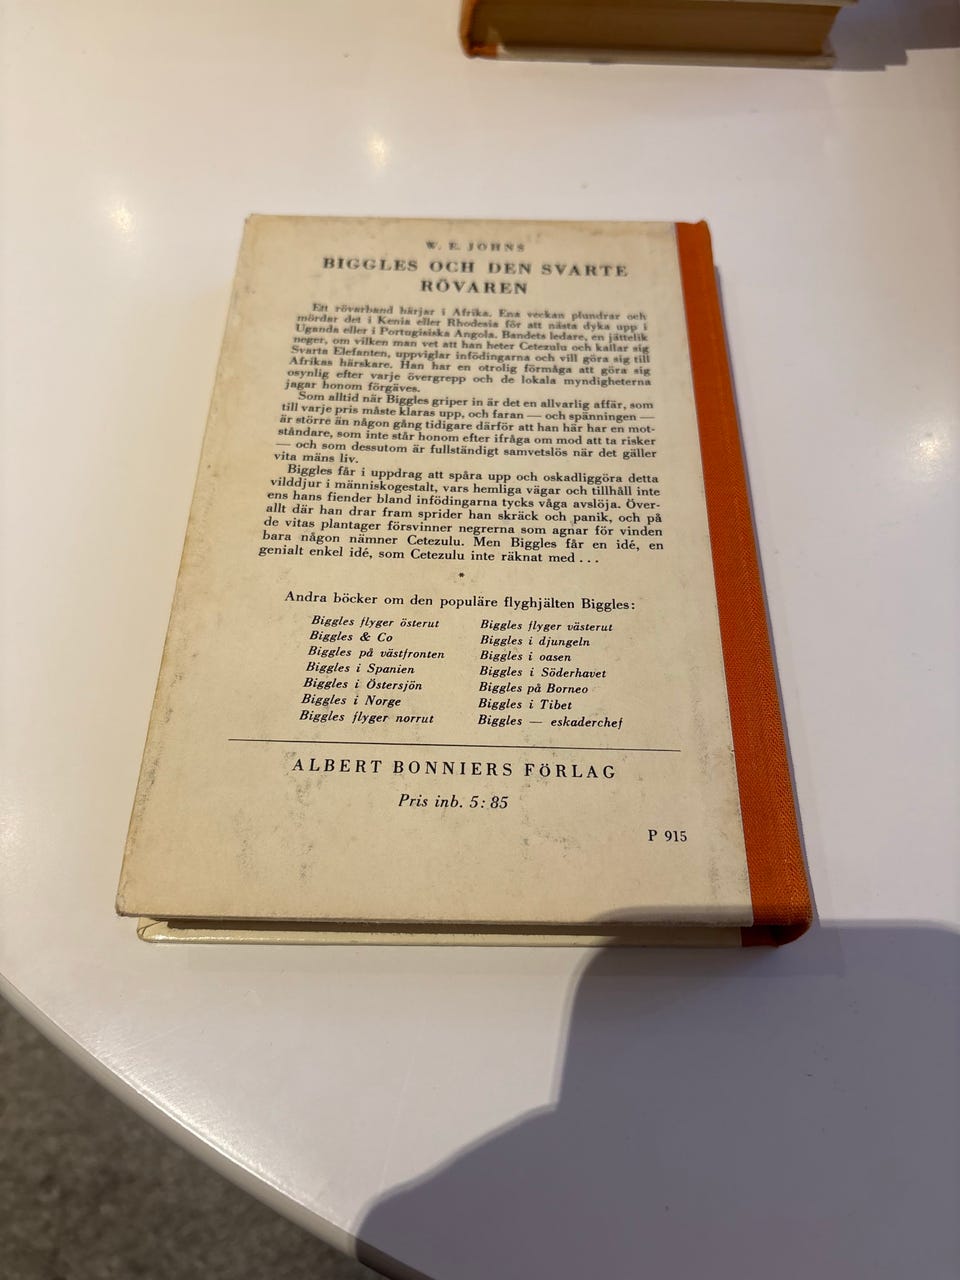 W. E. JOHNS
BIGGLES OCH DEN SVARTE
RÖVAREN
Ett rövarband härjar i Afrika. Ena veckan plundrar och
mördar det i Kenia eller Rhodesia för att nästa dyka upp i
Uganda eller i Portugisiska Angola. Bandets ledare, en jättelik
neger, om vilken man vet att han heter Cetezulu och kallar sig
Svarta Elefanten, uppviglar infödingarna och vill göra sig till
Afrikas härskare. Han har en otrolig förmåga att göra sig
osynlig efter varje övergrepp och de lokala myndigheterna
jagar honom förgäves.
Som alltid när Biggles griper in är det en allvarlig affär, som
till varje pris måste klaras upp, och faran — och spänningen —
är större än någon gång tidigare därför att han här har en mot-
ståndare, som inte står honom efter ifråga om mod att ta risker
— och som dessutom är fullständigt samvetslös när det gäller
vita mäns liv.
Biggles får i uppdrag att spåra upp och oskadliggöra detta
vilddjur i människogestalt, vars hemliga vägar och tillhåll inte
ens hans fiender bland infödingarna tycks våga avslöja. Över-
allt där han drar fram sprider han skräck och panik, och på
de vitas plantager försvinner negrerna som agnar för vinden
bara någon nämner Cetezulu. Men Biggles får en idé, en
genialt enkel idé, som Cetezulu inte räknat med . . .
*
Andra böcker om den populäre flyghjälten Biggles:
Biggles flyger österut
Biggles & Co
Biggles på västfronten
Biggles i Spanien
Biggles i Östersjön
Biggles i Norge
Biggles flyger norrut
Biggles flyger västerut
Biggles i djungeln
Biggles i oasen
Biggles i Söderhavet
Biggles på Borneo
Biggles i Tibet
Biggles — eskaderchef
ALBERT BONNIERS FÖRLAG
Pris inb. 5: 85
P 915